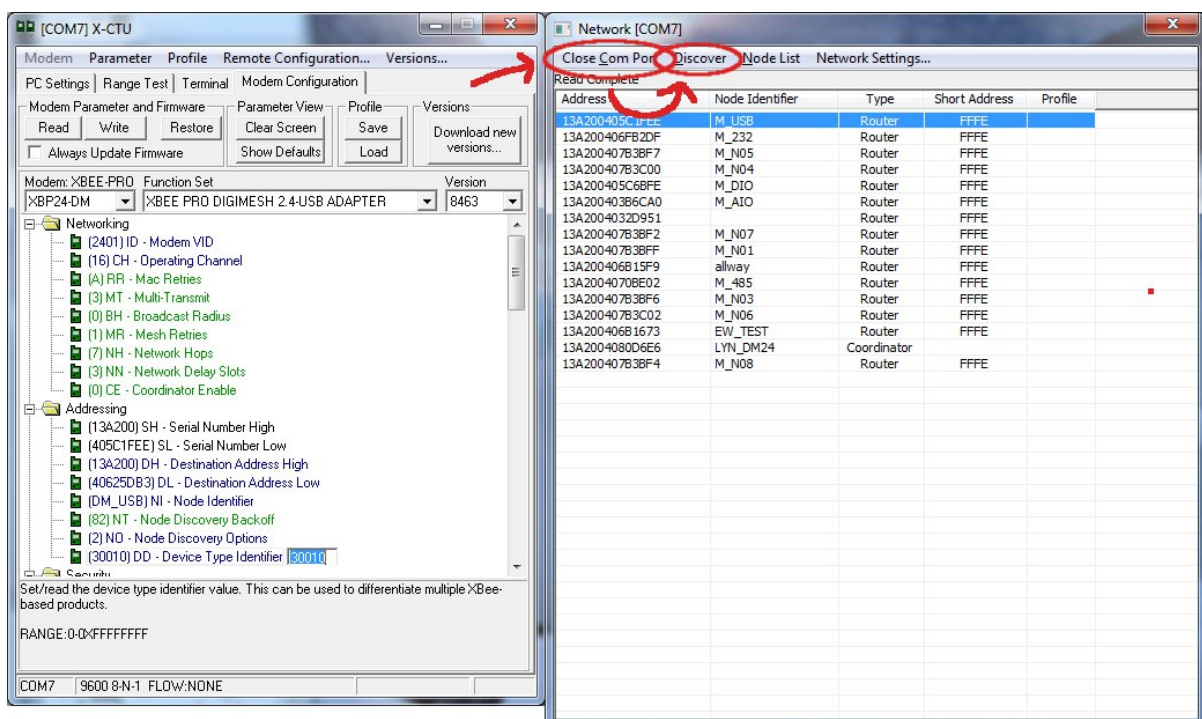 [COM7] X-CTU
Modem Parameter Profile Remote Configuration... Versions...
PC Settings Range Test Terminal Modem Configuration
Modem Parameter and Firmware Parameter View Profile Versions
Read Write Restore Clear Screen Save Download new versions...
Always Update Firmware Show Defaults Load
Modem: XBEE-PRO Function Set Version
XBP24-DM XBEE PRO DIGIMESH 2.4-USB ADAPTER 8463
Networking
(2401) ID - Modem VID
(16) CH - Operating Channel
(A) RR - Mac Retries
(3) MT - Multi-Transmit
(0) BH - Broadcast Radius
(1) MR - Mesh Retries
(7) NH - Network Hops
(3) NN - Network Delay Slots
(0) CE - Coordinator Enable
Addressing
(13A200) SH - Serial Number High
(405C1FEE) SL - Serial Number Low
(13A200) DH - Destination Address High
(40625DB3) DL - Destination Address Low
(DM_USB) NI - Node Identifier
(82) NT - Node Discovery Backoff
(2) NO - Node Discovery Options
(30010) DD - Device Type Identifier 30010
Security
Set/read the device type identifier value. This can be used to differentiate multiple XBee-
based products.
RANGE:0-0XFFFFFFFF
COM7 9600 8-N-1 FLOW:NONE
Network [COM7]
Close Com Port Discover Node List Network Settings...
Read Complete
Address Node Identifier Type Short Address Profile
13A200405C1FEE M_USB Router FFFE
13A200406FB2DF M_232 Router FFFE
13A200407B3BF7 M_N05 Router FFFE
13A200407B3C00 M_N04 Router FFFE
13A200405C6BFE M_DIO Router FFFE
13A200403B6CA0 M_AIO Router FFFE
13A2004032D951 Router FFFE
13A200407B3BF2 M_N07 Router FFFE
13A200407B3BFF M_N01 Router FFFE
13A200406B15F9 allway Router FFFE
13A2004070BE02 M_485 Router FFFE
13A200407B3BF6 M_N03 Router FFFE
13A200407B3C02 M_N06 Router FFFE
13A200406B1673 EW_TEST Router FFFE
13A2004080D6E6 LYN_DM24 Coordinator
13A200407B3BF4 M_N08 Router FFFE